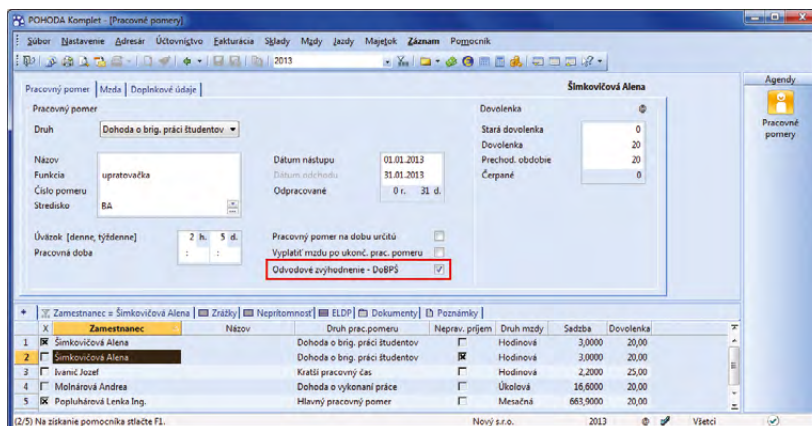 POHODA Komplet - [Pracovné pomery]
Súbor Nastavenie Adresár Účtovníctvo Fakturácia Sklady Mzdy Jazdy Majetok Záznam Pomocník
2013
Pracovný pomer Mzda Doplnkové údaje Šimkovičová Alena
Agendy
Pracovné pomery
Pracovný pomer Dovolenka
Druh Dohoda o brig. práci študentov Stará dovolenka 0
Dovolenka 20
Názov Dátum nástupu 01.01.2013 Prechod. obdobie 20
Funkcia upratovačka Dátum odchodu 31.01.2013 Čerpané 0
Číslo pomeru Odpracované 0 r. 31 d.
Stredisko BA
Úväzok [denne, týždenne] 2 h. 5 d. Pracovný pomer na dobu určitú
Pracovná doba : : Vyplatiť mzdu po ukonč. prac. pomeru
Odvodové zvýhodnenie - DoBPŠ
Zamestnanec = Šimkovičová Alena Zrážky Neprítomnosť ELDP Dokumenty Poznámky
X Zamestnanec Názov Druh prac.pomeru Neprav. príjem Druh mzdy Sadzba Dovolenka
1 Šimkovičová Alena Dohoda o brig. práci študentov Hodinová 3,0000 20,00
2 Šimkovičová Alena Dohoda o brig. práci študentov Hodinová 3,0000 20,00
3 Ivanič Jozef Kratší pracovný čas Hodinová 2,2000 25,00
4 Molnárová Andrea Dohoda o vykonaní práce Úkolová 16,6000 20,00
5 Popluhárová Lenka Ing. Hlavný pracovný pomer Mesačná 663,9000 20,00
(2/5) Na získanie pomocníka stlačte F1. Nový s.r.o. 2013 Všetci